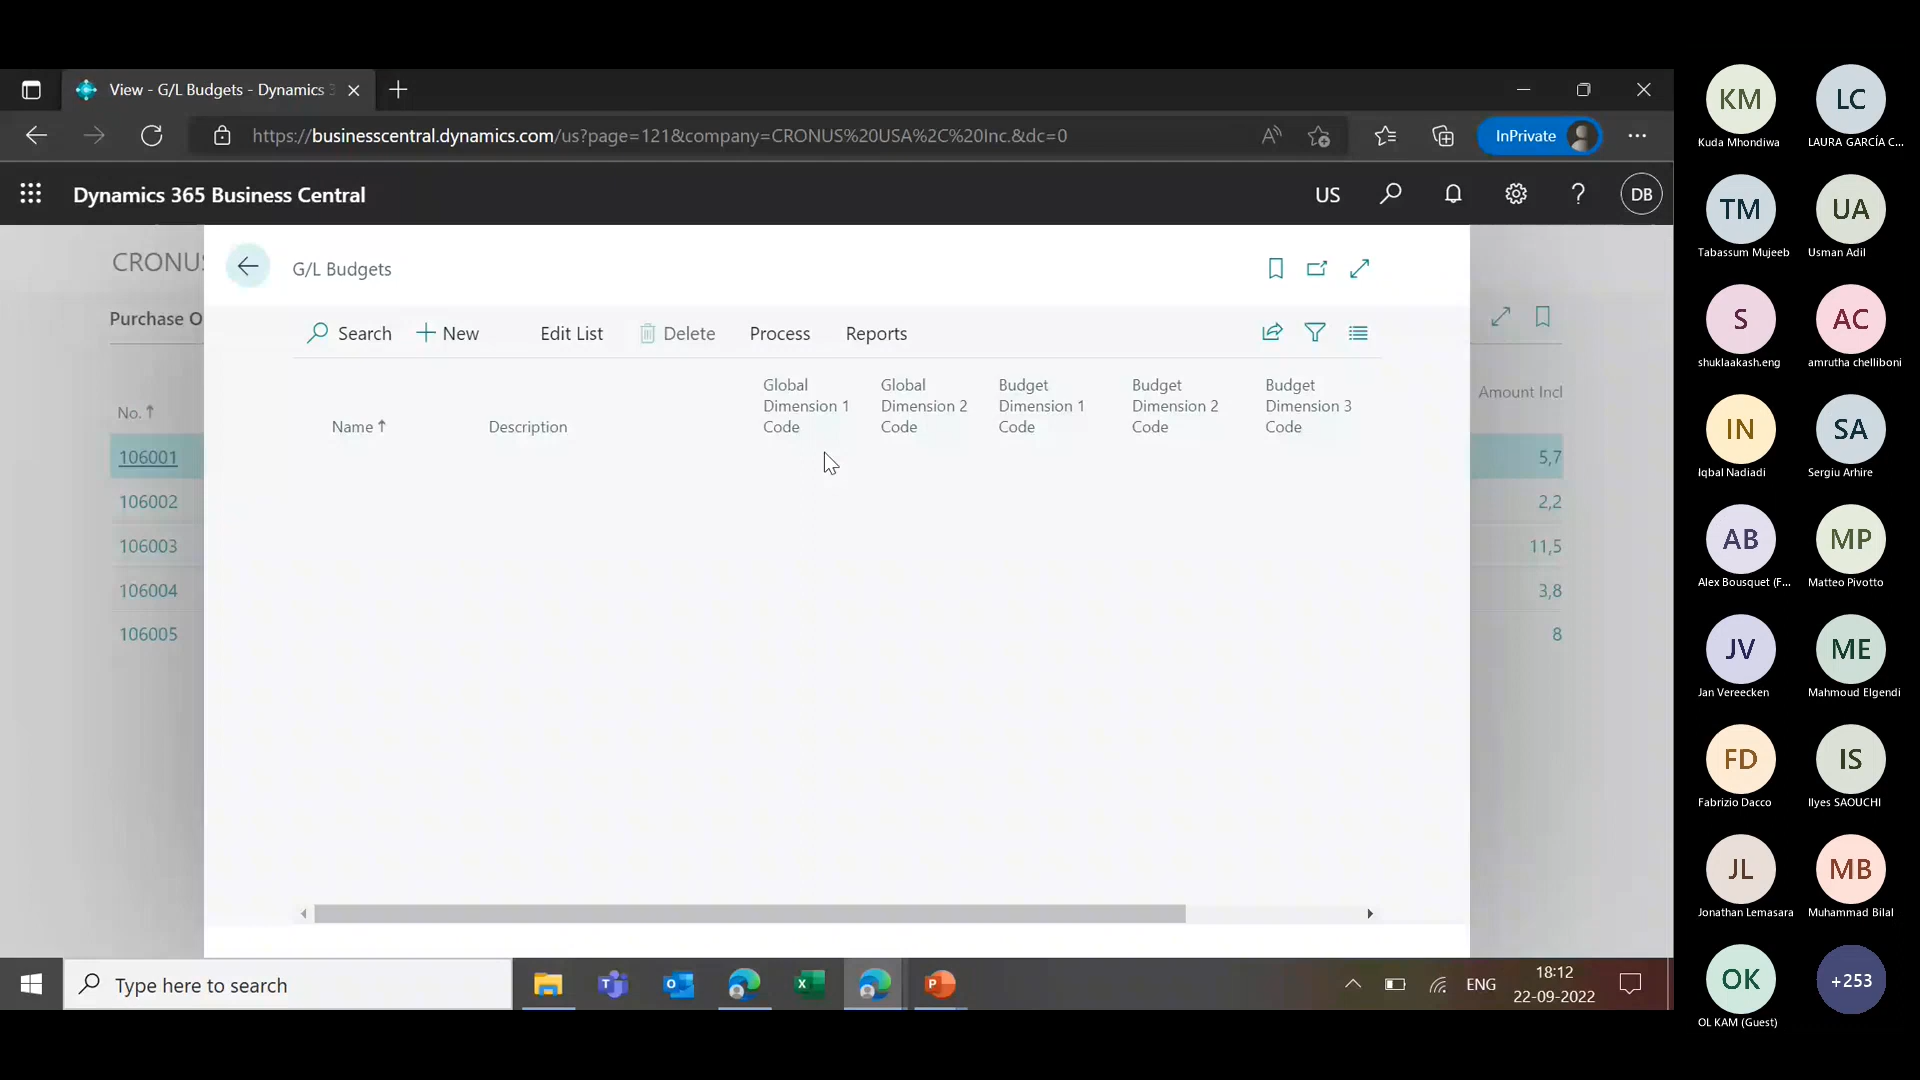 View - G/L Budgets - Dynamics
https://businesscentral.dynamics.com/us?page=121&company=CRONUS%20USA%2C%20Inc.&dc=0
InPrivate
Dynamics 365 Business Central
US
DB
CRONUS
G/L Budgets
Purchase O
Search
New
Edit List
Delete
Process
Reports
No. ↑
Name ↑
Description
Global Dimension 1 Code
Global Dimension 2 Code
Budget Dimension 1 Code
Budget Dimension 2 Code
Budget Dimension 3 Code
Amount Incl
106001
5,7
106002
2,2
106003
11,5
106004
3,8
106005
8
Type here to search
ENG
18:12
22-09-2022
KM
Kuda Mhondiwa
LC
LAURA GARCÍA C...
TM
Tabassum Mujeeb
UA
Usman Adil
S
shuklaakash.eng
AC
amrutha chelliboni
IN
Iqbal Nadiadi
SA
Sergiu Arhire
AB
Alex Bousquet (F...
MP
Matteo Pivotto
JV
Jan Vereecken
ME
Mahmoud Elgendi
FD
Fabrizio Dacco
IS
Ilyes SAOUCHI
JL
Jonathan Lemasara
MB
Muhammad Bilal
OK
OL KAM (Guest)
+253